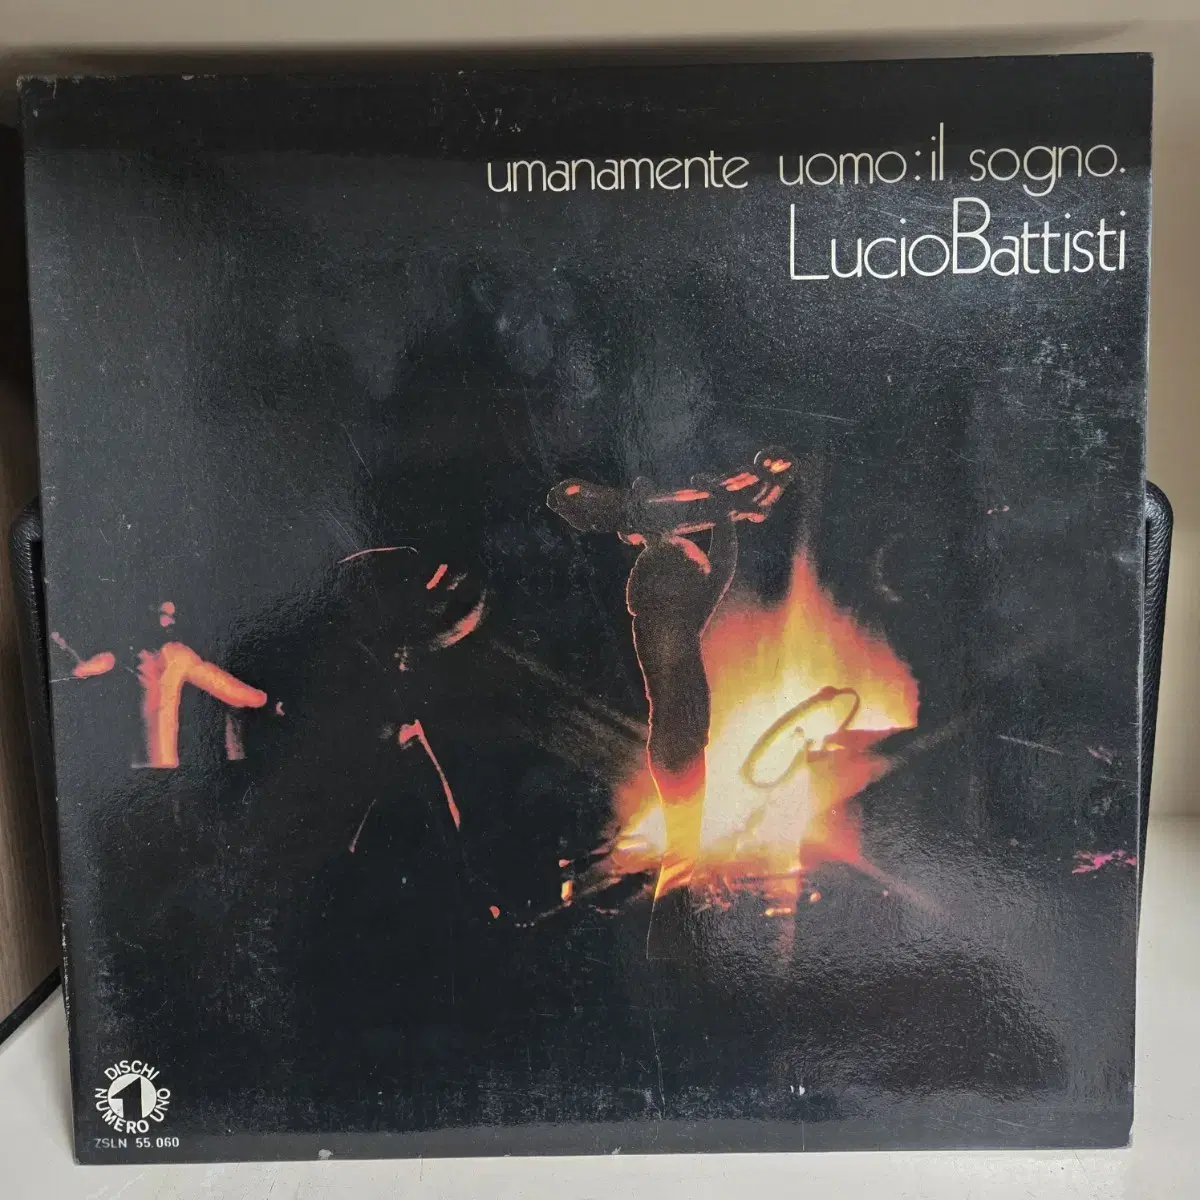 umanamente uomo: il sogno.
LucioBattisti
DISCHI
1
NUMERO UNO
ZSLN 55.060